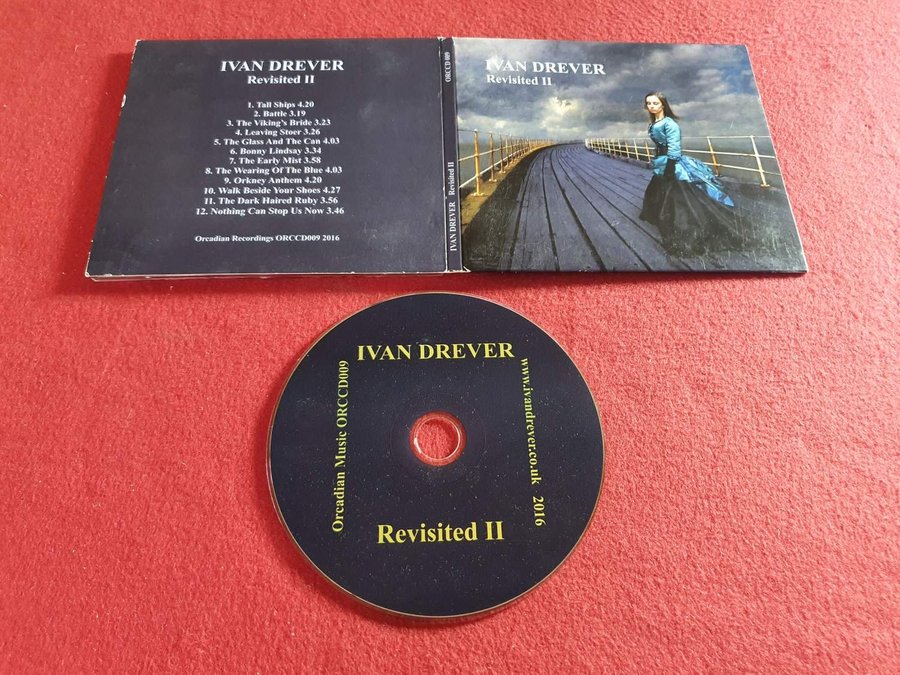 IVAN DREVER
Revisited II
1. Tall Ships 4.20
2. Battle 3.19
3. The Viking's Bride 3.23
4. Leaving Stoer 3.26
5. The Glass And The Can 4.03
6. Bonny Lindsay 3.34
7. The Early Mist 3.58
8. The Wearing Of The Blue 4.03
9. Orkney Anthem 4.20
10. Walk Beside Your Shoes 4.27
11. The Dark Haired Ruby 3.56
12. Nothing Can Stop Us Now 3.46
Orcadian Recordings ORCCD009 2016
IVAN DREVER Revisited II ORCCD 009
IVAN DREVER
Revisited II
IVAN DREVER
Orcadian Music ORCCD009
www.ivandrever.co.uk 2016
Revisited II